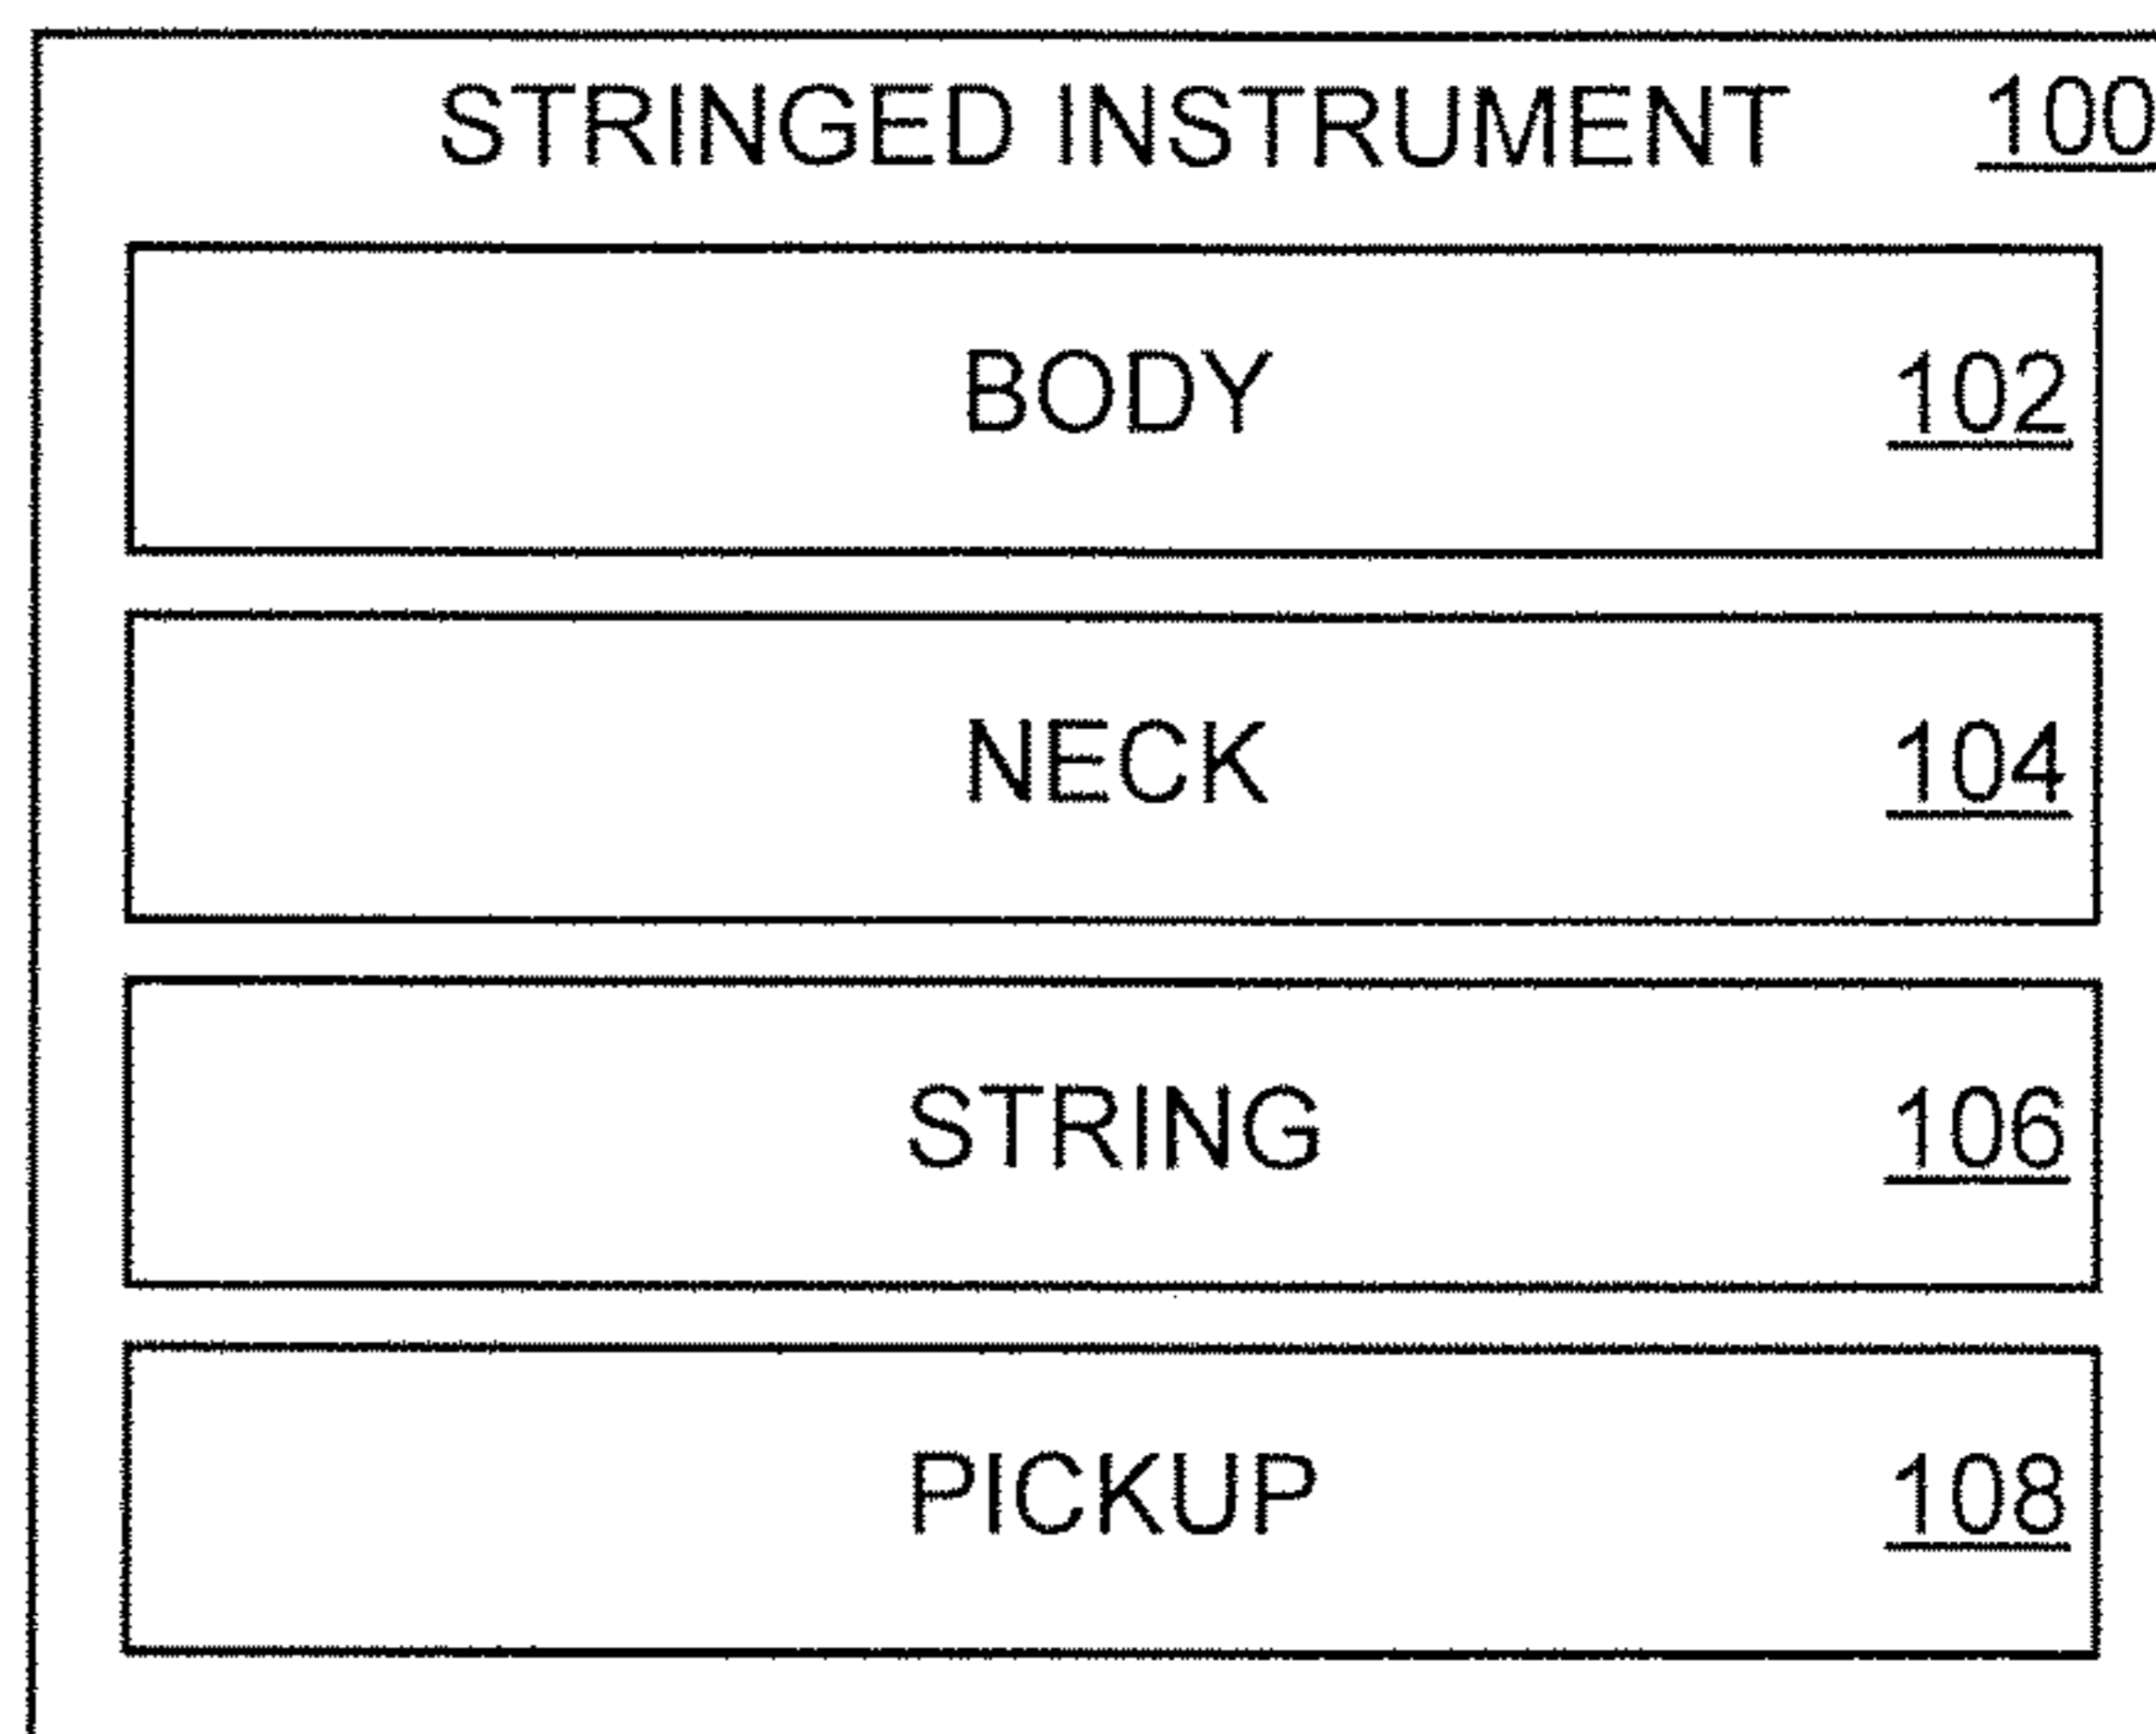 STRINGED INSTRUMENT 100
BODY 102
NECK 104
STRING 106
PICKUP 108